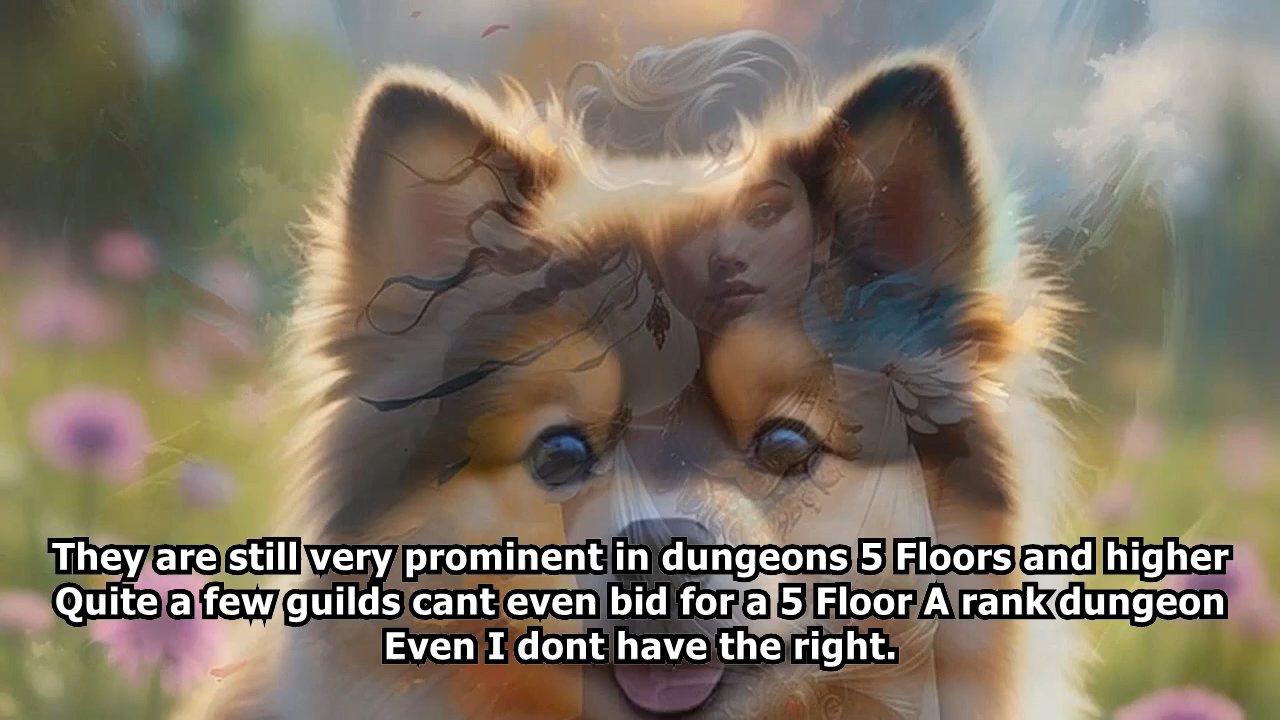 They are still very prominent in dungeons 5 Floors and higher
Quite a few guilds cant even bid for a 5 Floor A rank dungeon
Even I dont have the right.